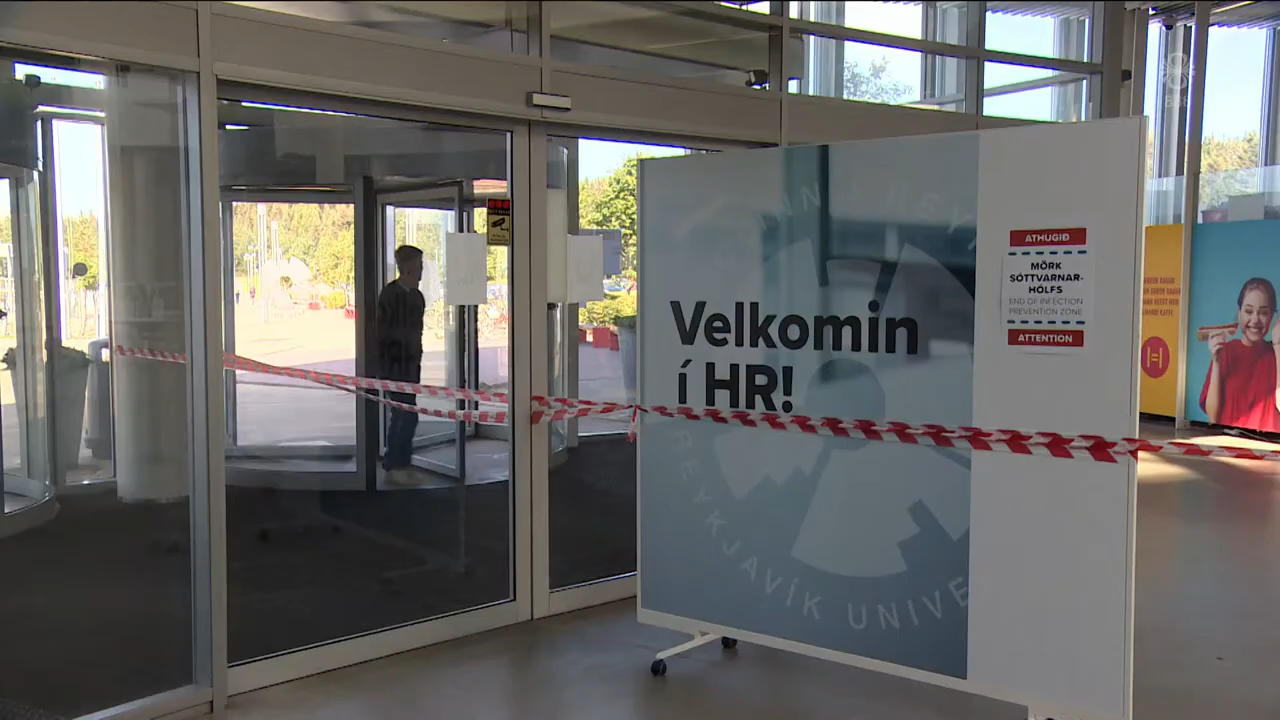 Velkomin
í HR!
REYKJAVÍK UNIVE
ATHUGIÐ
MÖRK
SÓTTVARNAR-
HÓLFS
END OF INFECTION
PREVENTION ZONE
ATTENTION